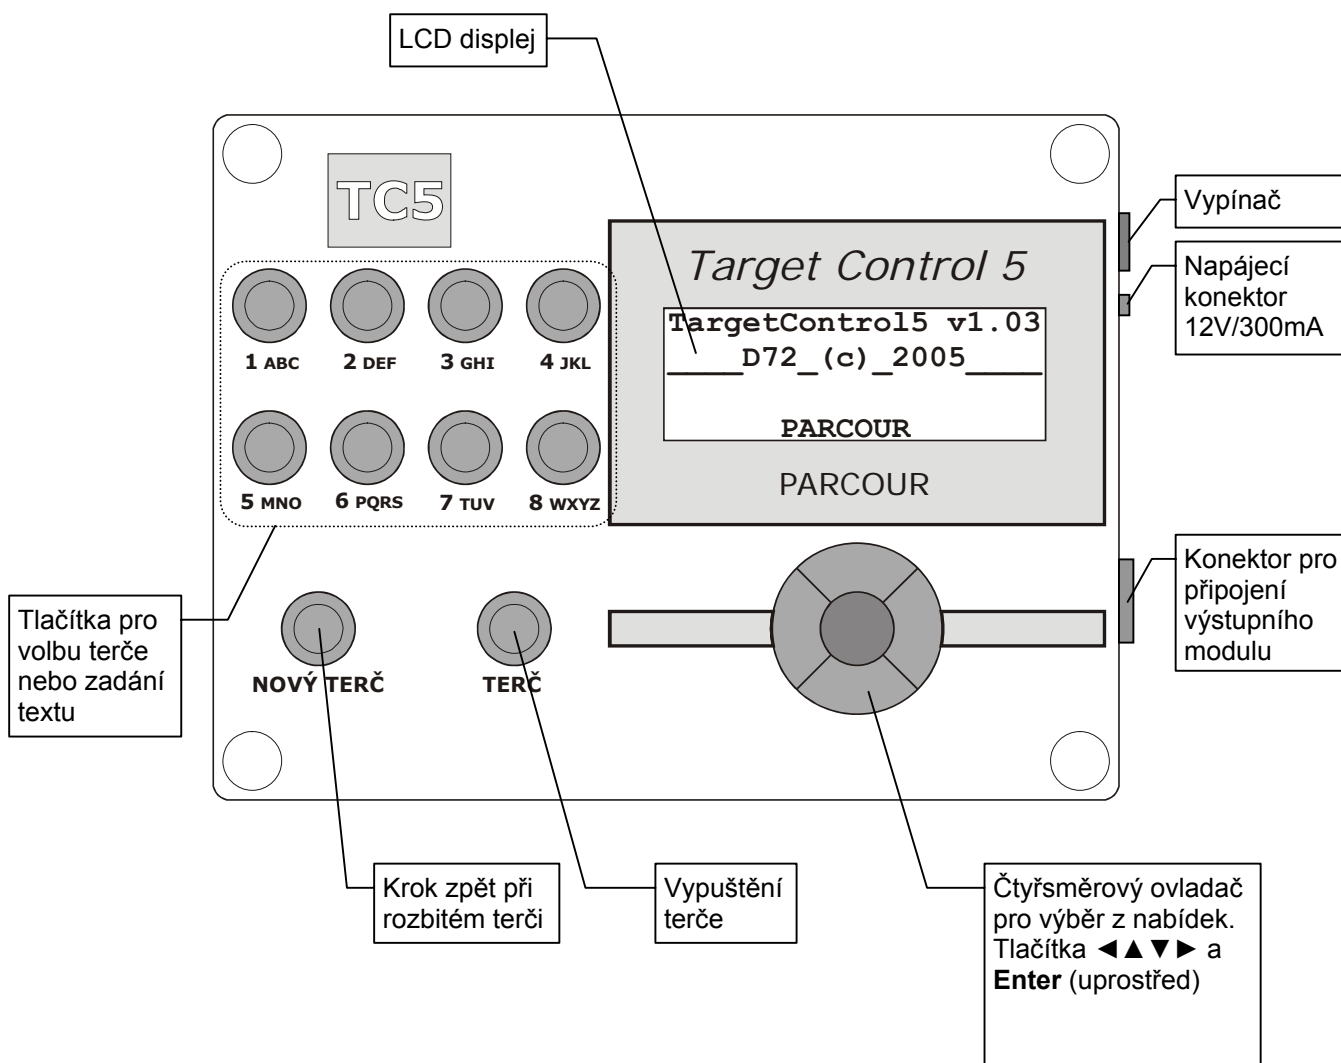 LCD displej
TC5
Vypínač
Napájecí
konektor
12V/300mA
Target Control 5
TargetControl5 v1.03
____D72_(c)_2005____
PARCOUR
PARCOUR
1 ABC
2 DEF
3 GHI
4 JKL
5 MNO
6 PQRS
7 TUV
8 WXYZ
Konektor pro
připojení
výstupního
modulu
Tlačítka pro
volbu terče
nebo zadání
textu
NOVÝ TERČ
TERČ
Krok zpět při
rozbitém terči
Vypuštění
terče
Čtyřsměrový ovladač
pro výběr z nabídek.
Tlačítka ◄▲▼► a
Enter (uprostřed)